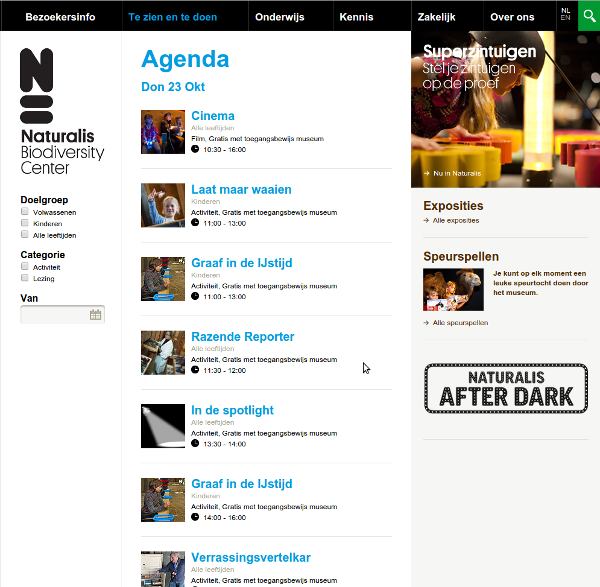 Bezoekersinfo
Te zien en te doen
Onderwijs
Kennis
Zakelijk
Over ons
NL
EN
Naturalis
Biodiversity
Center
Doelgroep
Volwassenen
Kinderen
Alle leeftijden
Categorie
Activiteit
Lezing
Van
Agenda
Don 23 Okt
Cinema
Alle leeftijden
Film, Gratis met toegangsbewijs museum
10:30 - 16:00
Laat maar waaien
Kinderen
Activiteit, Gratis met toegangsbewijs museum
11:00 - 13:00
Graaf in de IJstijd
Kinderen
Activiteit, Gratis met toegangsbewijs museum
11:00 - 13:00
Razende Reporter
Alle leeftijden
Activiteit, Gratis met toegangsbewijs museum
11:30 - 12:00
In de spotlight
Alle leeftijden
Activiteit, Gratis met toegangsbewijs museum
13:30 - 14:00
Graaf in de IJstijd
Kinderen
Activiteit, Gratis met toegangsbewijs museum
14:00 - 16:00
Verrassingsvertelkar
Alle leeftijden
Activiteit, Gratis met toegangsbewijs museum
Superzintuigen
Stel je zintuigen
op de proef
→ Nu in Naturalis
Exposities
→ Alle exposities
Speurspellen
Je kunt op elk moment een
leuke speurtocht doen door
het museum.
→ Alle speurspellen
NATURALIS
AFTER DARK